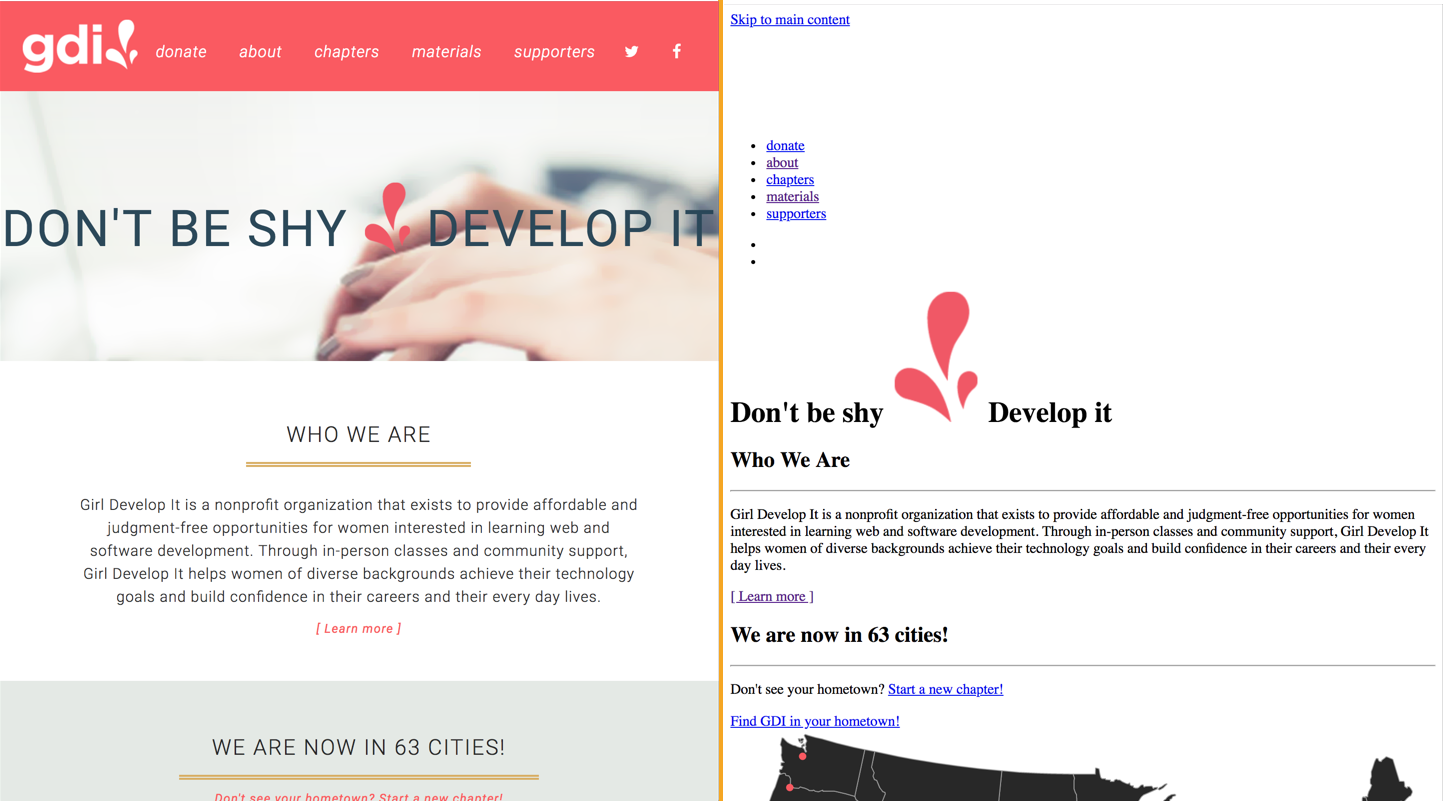 gdi
donate about chapters materials supporters
DON'T BE SHY DEVELOP IT
WHO WE ARE
Girl Develop It is a nonprofit organization that exists to provide affordable and
judgment-free opportunities for women interested in learning web and
software development. Through in-person classes and community support,
Girl Develop It helps women of diverse backgrounds achieve their technology
goals and build confidence in their careers and their every day lives.
[ Learn more ]
WE ARE NOW IN 63 CITIES!
Don't see your hometown? Start a new chapter!
Skip to main content
donate
about
chapters
materials
supporters
Don't be shy Develop it
Who We Are
Girl Develop It is a nonprofit organization that exists to provide affordable and judgment-free opportunities for women
interested in learning web and software development. Through in-person classes and community support, Girl Develop It
helps women of diverse backgrounds achieve their technology goals and build confidence in their careers and their every
day lives.
[ Learn more ]
We are now in 63 cities!
Don't see your hometown? Start a new chapter!
Find GDI in your hometown!